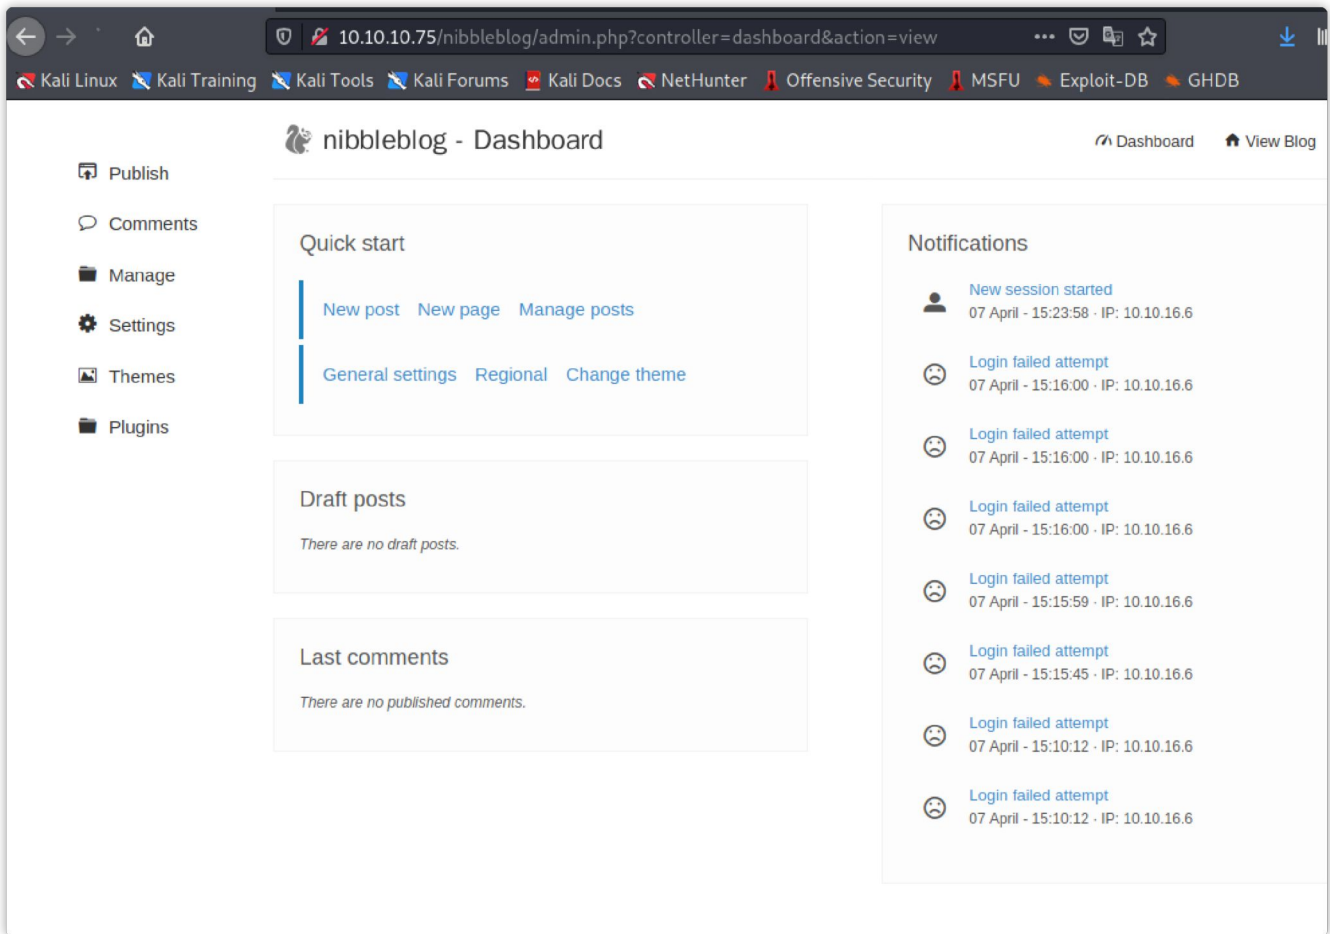 10.10.10.75/nibbleblog/admin.php?controller=dashboard&action=view
Kali Linux Kali Training Kali Tools Kali Forums Kali Docs NetHunter Offensive Security MSFU Exploit-DB GHDB
nibbleblog - Dashboard
Dashboard View Blog
Publish
Comments
Manage
Settings
Themes
Plugins
Quick start
New post New page Manage posts
General settings Regional Change theme
Draft posts
There are no draft posts.
Last comments
There are no published comments.
Notifications
New session started
07 April - 15:23:58 · IP: 10.10.16.6
Login failed attempt
07 April - 15:16:00 · IP: 10.10.16.6
Login failed attempt
07 April - 15:16:00 · IP: 10.10.16.6
Login failed attempt
07 April - 15:16:00 · IP: 10.10.16.6
Login failed attempt
07 April - 15:15:59 · IP: 10.10.16.6
Login failed attempt
07 April - 15:15:45 · IP: 10.10.16.6
Login failed attempt
07 April - 15:10:12 · IP: 10.10.16.6
Login failed attempt
07 April - 15:10:12 · IP: 10.10.16.6